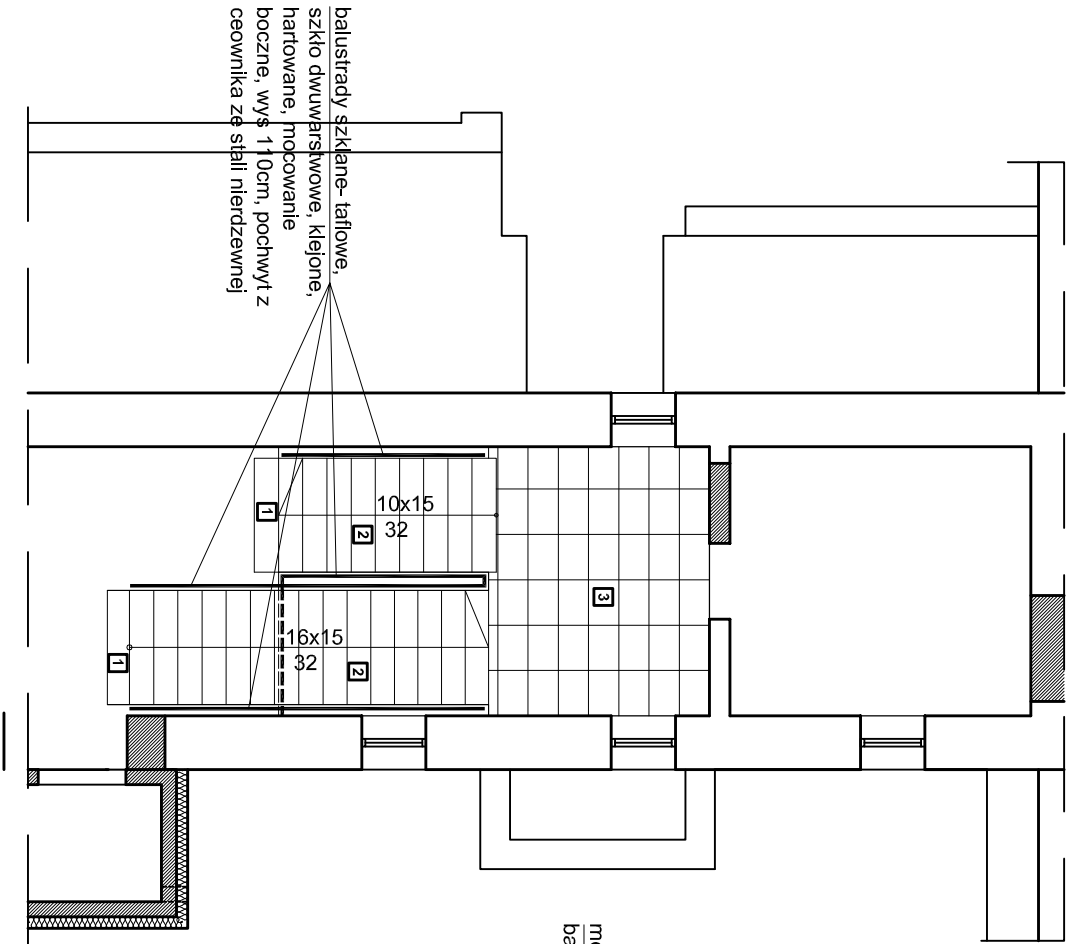 balustrady szklane- taflowe,
szkło dwuwarstwowe, klejone,
hartowane, mocowanie
boczne, wys 110cm, pochwyt z
ceownika ze stali nierdzewnej
10x15
32
1
2
3
16x15
32
2
1